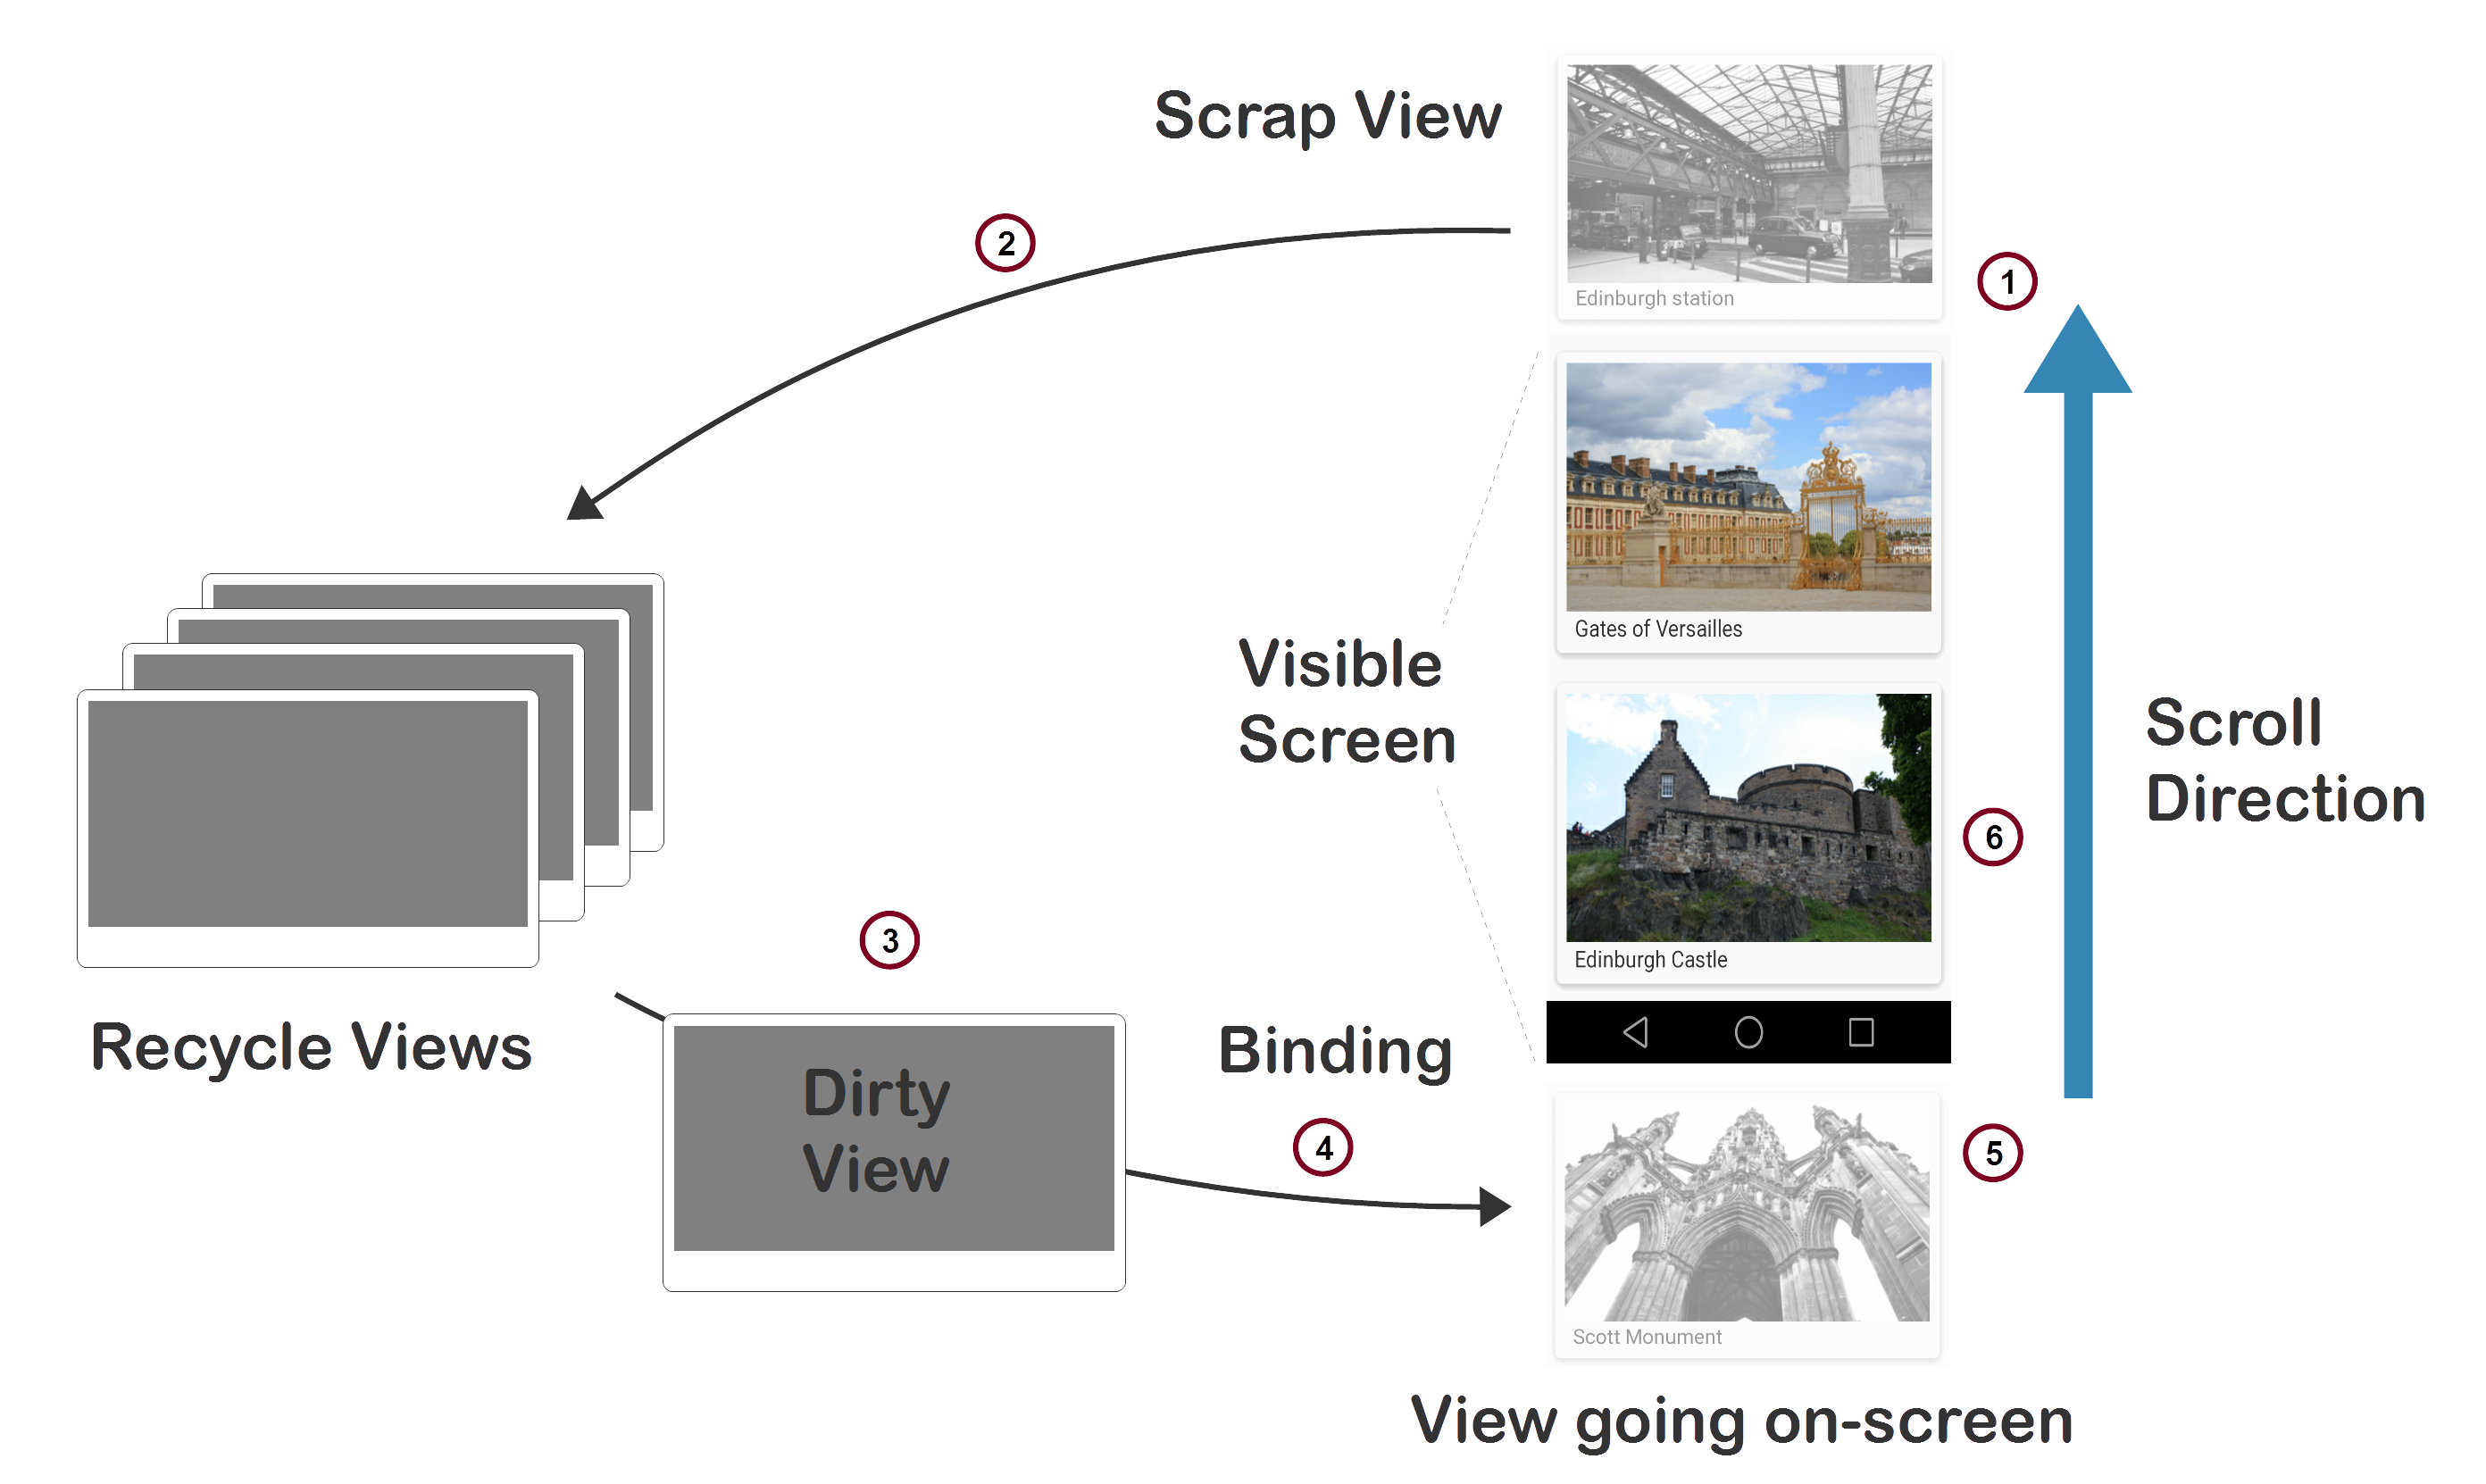 Scrap View
2
Edinburgh station
1
Gates of Versailles
Visible
Screen
Scroll
Direction
6
Edinburgh Castle
3
Recycle Views
Dirty
View
Binding
4
5
Scott Monument
View going on-screen